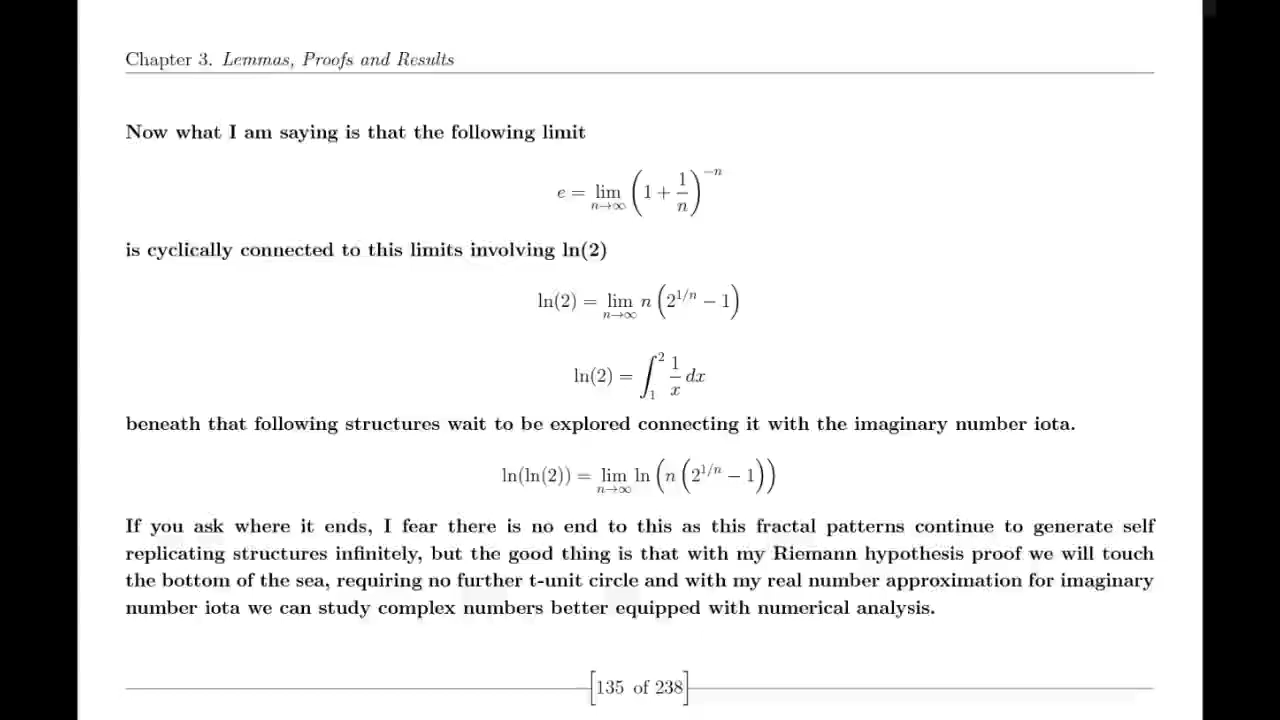 Chapter 3. Lemmas, Proofs and Results
Now what I am saying is that the following limit
e = lim n→∞ (1 + 1/n)^−n
is cyclically connected to this limits involving ln(2)
ln(2) = lim n→∞ n (2^1/n − 1)
ln(2) = ∫₁² 1/x dx
beneath that following structures wait to be explored connecting it with the imaginary number iota.
ln(ln(2)) = lim n→∞ ln (n (2^1/n − 1))
If you ask where it ends, I fear there is no end to this as this fractal patterns continue to generate self
replicating structures infinitely, but the good thing is that with my Riemann hypothesis proof we will touch
the bottom of the sea, requiring no further t-unit circle and with my real number approximation for imaginary
number iota we can study complex numbers better equipped with numerical analysis.
[135 of 238]